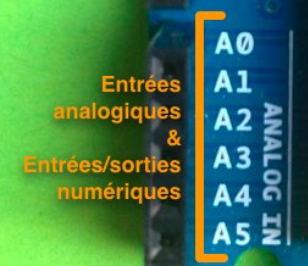 Entrées
analogiques
&
Entrées/sorties
numériques
A0
A1
A2
A3
A4
A5
ANALOG IN